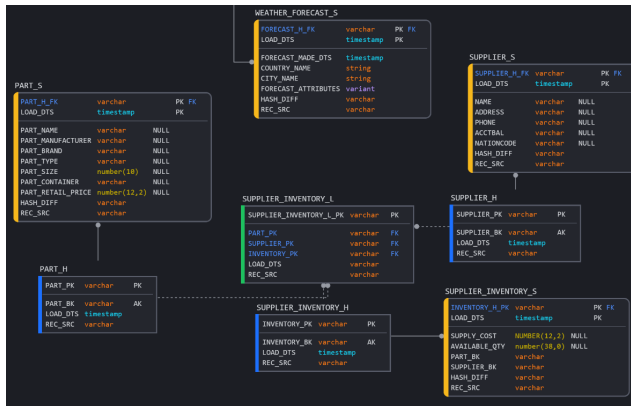 WEATHER_FORECAST_S
FORECAST_H_FK varchar PK FK
LOAD_DTS timestamp PK
FORECAST_MADE_DTS timestamp
COUNTRY_NAME string
CITY_NAME string
FORECAST_ATTRIBUTES variant
HASH_DIFF varchar
REC_SRC varchar
SUPPLIER_S
SUPPLIER_H_FK varchar PK FK
LOAD_DTS timestamp PK
NAME varchar NULL
ADDRESS varchar NULL
PHONE varchar NULL
ACCTBAL varchar NULL
NATIONCODE varchar NULL
HASH_DIFF varchar
REC_SRC varchar
PART_S
PART_H_FK varchar PK FK
LOAD_DTS timestamp PK
PART_NAME varchar NULL
PART_MANUFACTURER varchar NULL
PART_BRAND varchar NULL
PART_TYPE varchar NULL
PART_SIZE number(10) NULL
PART_CONTAINER varchar NULL
PART_RETAIL_PRICE number(12,2) NULL
HASH_DIFF varchar
REC_SRC varchar
SUPPLIER_INVENTORY_L
SUPPLIER_INVENTORY_L_PK varchar PK
PART_PK varchar FK
SUPPLIER_PK varchar FK
INVENTORY_PK varchar FK
LOAD_DTS varchar
REC_SRC varchar
SUPPLIER_H
SUPPLIER_PK varchar PK
SUPPLIER_BK varchar AK
LOAD_DTS timestamp
REC_SRC varchar
PART_H
PART_PK varchar PK
PART_BK varchar AK
LOAD_DTS timestamp
REC_SRC varchar
SUPPLIER_INVENTORY_H
INVENTORY_PK varchar PK
INVENTORY_BK varchar AK
LOAD_DTS timestamp
REC_SRC varchar
SUPPLIER_INVENTORY_S
INVENTORY_H_PK varchar PK FK
LOAD_DTS timestamp PK
SUPPLY_COST NUMBER(12,2) NULL
AVAILABLE_QTY number(38,0) NULL
PART_BK varchar
SUPPLIER_BK varchar
HASH_DIFF varchar
REC_SRC varchar